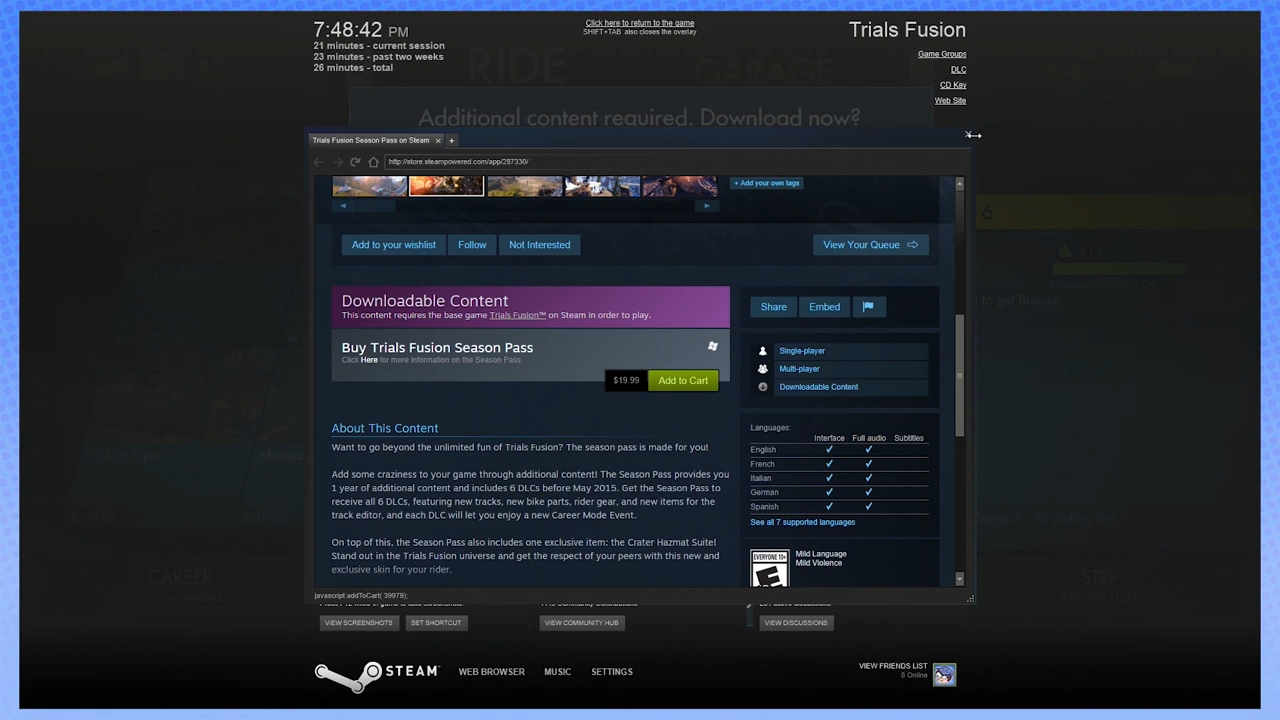 7:48:42 PM
21 minutes - current session
23 minutes - past two weeks
26 minutes - total
Click here to return to the game
SHIFT+TAB also closes the overlay
Trials Fusion
Game Groups
DLC
CD Key
Web Site
RIDE
GARAGE
Additional content required. Download now?
Trials Fusion Season Pass on Steam
http://store.steampowered.com/app/287330/
+ Add your own tags
Add to your wishlist
Follow
Not Interested
View Your Queue
Downloadable Content
This content requires the base game Trials Fusion™ on Steam in order to play.
Buy Trials Fusion Season Pass
Click Here for more information on the Season Pass.
$19.99
Add to Cart
About This Content
Want to go beyond the unlimited fun of Trials Fusion? The season pass is made for you!
Add some craziness to your game through additional content! The Season Pass provides you
1 year of additional content and includes 6 DLCs before May 2015. Get the Season Pass to
receive all 6 DLCs, featuring new tracks, new bike parts, rider gear, and new items for the
track editor, and each DLC will let you enjoy a new Career Mode Event.
On top of this, the Season Pass also includes one exclusive item: the Crater Hazmat Suite!
Stand out in the Trials Fusion universe and get the respect of your peers with this new and
exclusive skin for your rider.
Share
Embed
Single-player
Multi-player
Downloadable Content
Languages:
Interface Full audio Subtitles
English
French
Italian
German
Spanish
See all 7 supported languages
EVERYONE 10+
Mild Language
Mild Violence
javascript:addToCart( 39979);
6
414
to get Bronze
CAREER
STEP
VIEW SCREENSHOTS
SET SHORTCUT
VIEW COMMUNITY HUB
VIEW DISCUSSIONS
STEAM
WEB BROWSER
MUSIC
SETTINGS
VIEW FRIENDS LIST
8 Online